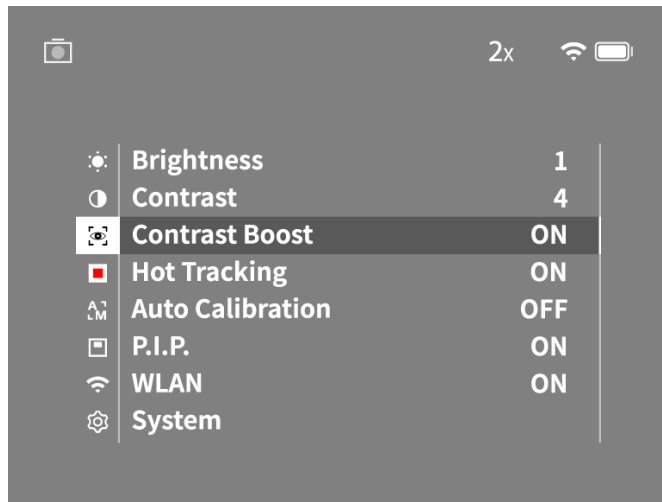 2x
Brightness 1
Contrast 4
Contrast Boost ON
Hot Tracking ON
A M Auto Calibration OFF
P.I.P. ON
WLAN ON
System